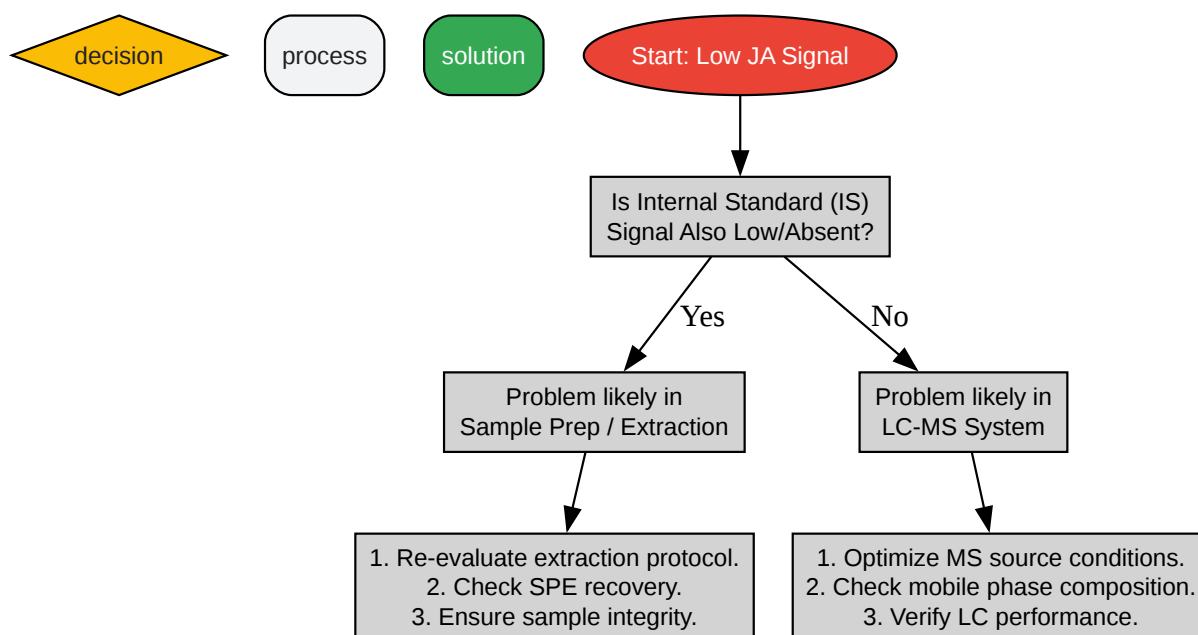 decision
process
solution
Start: Low JA Signal
Is Internal Standard (IS)
Signal Also Low/Absent?
Yes
No
Problem likely in
Sample Prep / Extraction
Problem likely in
LC-MS System
1. Re-evaluate extraction protocol.
2. Check SPE recovery.
3. Ensure sample integrity.
1. Optimize MS source conditions.
2. Check mobile phase composition.
3. Verify LC performance.